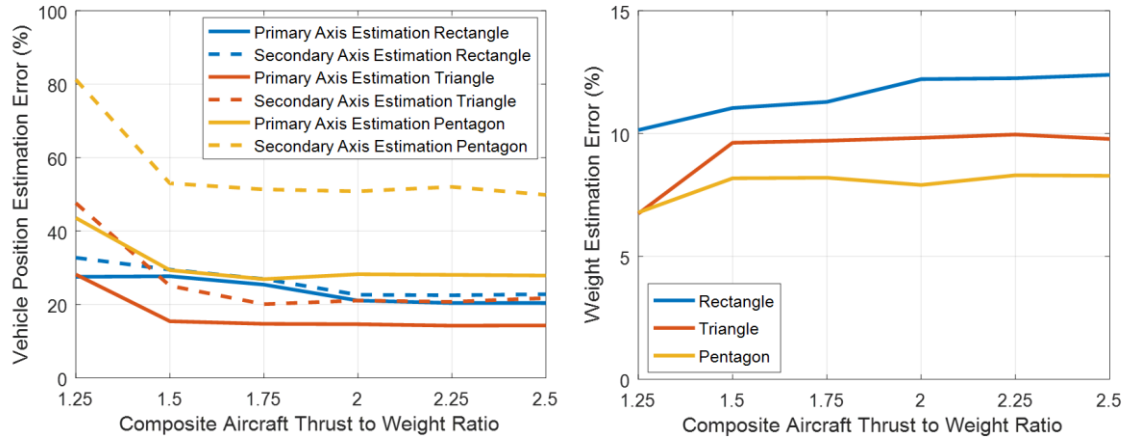 Vehicle Position Estimation Error (%)
100
80
60
40
20
0
Primary Axis Estimation Rectangle
Secondary Axis Estimation Rectangle
Primary Axis Estimation Triangle
Secondary Axis Estimation Triangle
Primary Axis Estimation Pentagon
Secondary Axis Estimation Pentagon
1.25 1.5 1.75 2 2.25 2.5
Composite Aircraft Thrust to Weight Ratio
Weight Estimation Error (%)
15
10
5
0
Rectangle
Triangle
Pentagon
1.25 1.5 1.75 2 2.25 2.5
Composite Aircraft Thrust to Weight Ratio